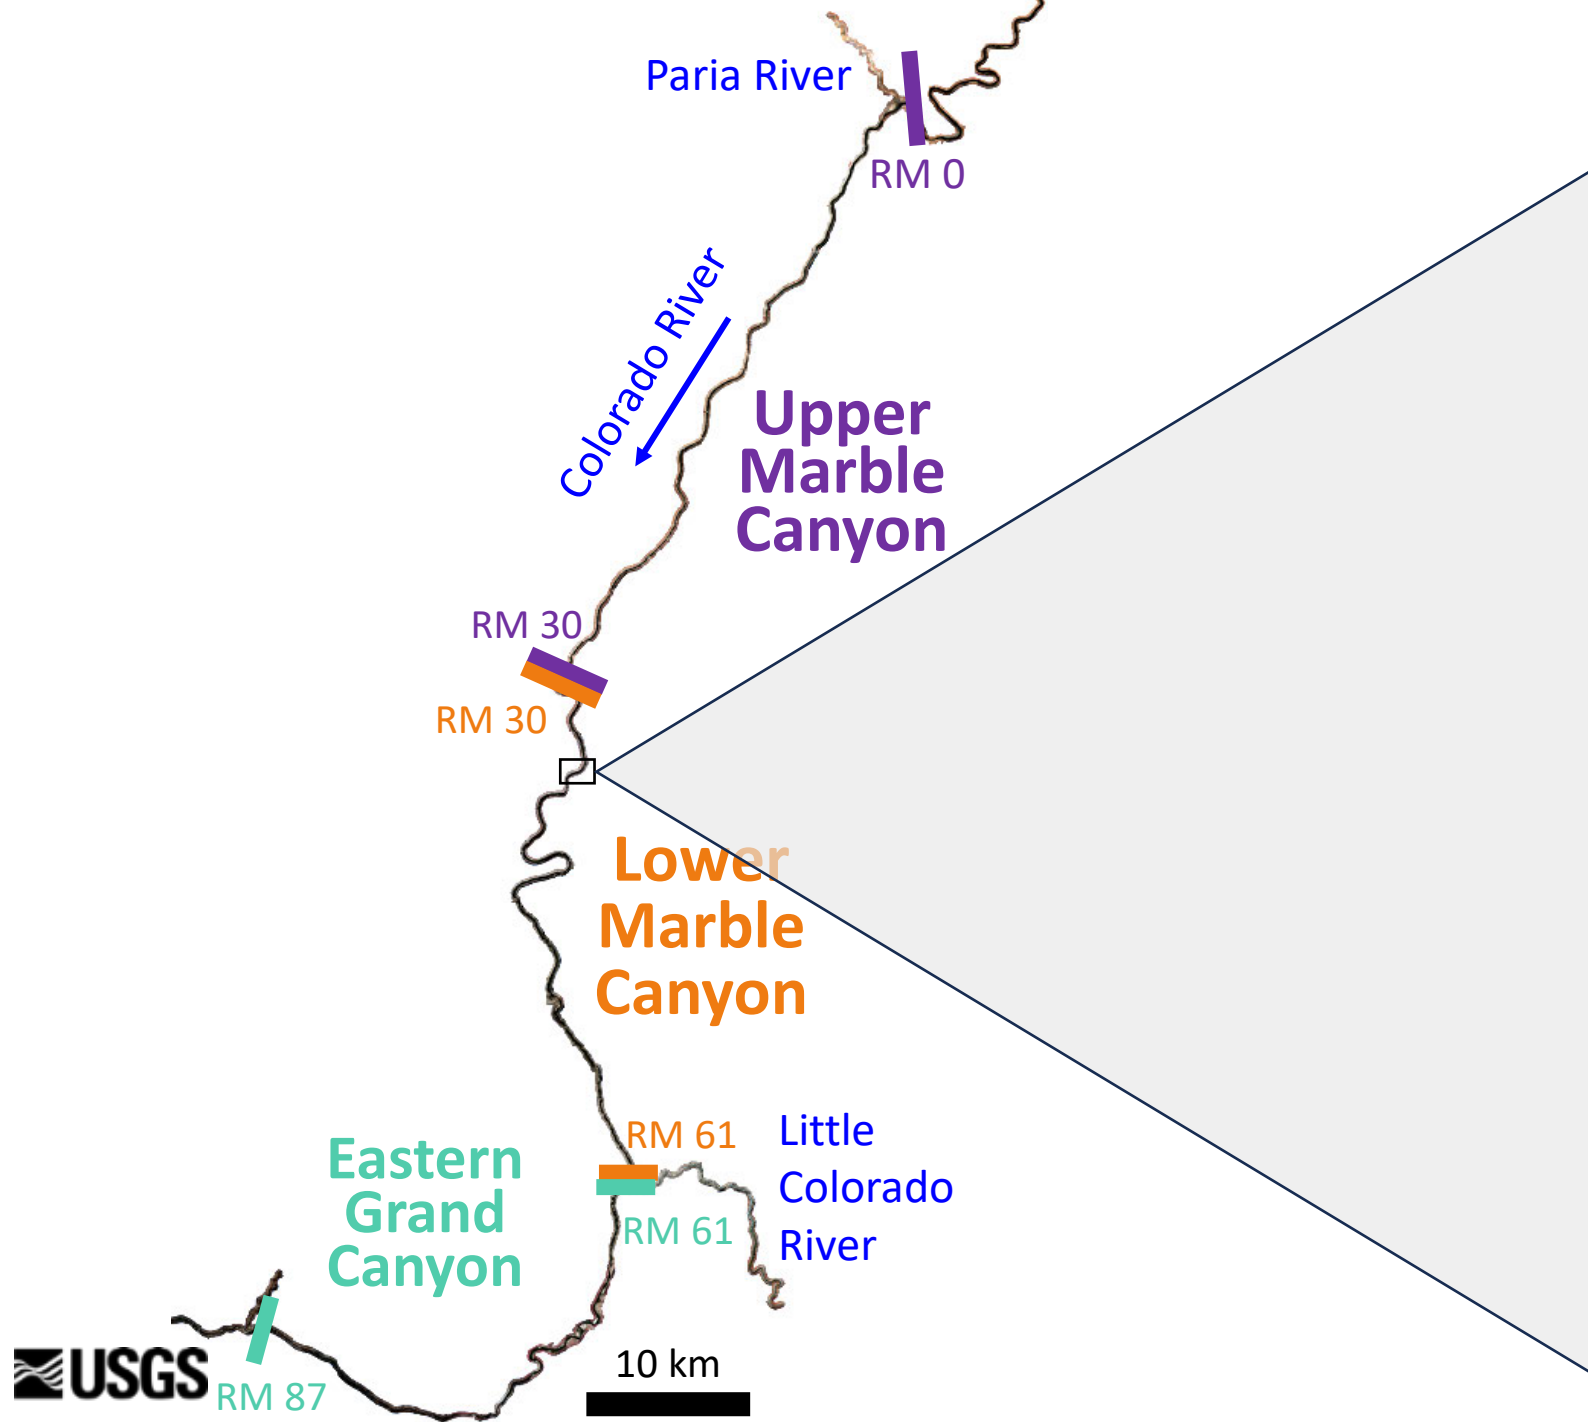 Paria River
RM 0
Colorado River
Upper
Marble
Canyon
RM 30
RM 30
Lower
Marble
Canyon
RM 61
Little
Colorado
River
Eastern
Grand
Canyon
RM 61
10 km
USGS
RM 87